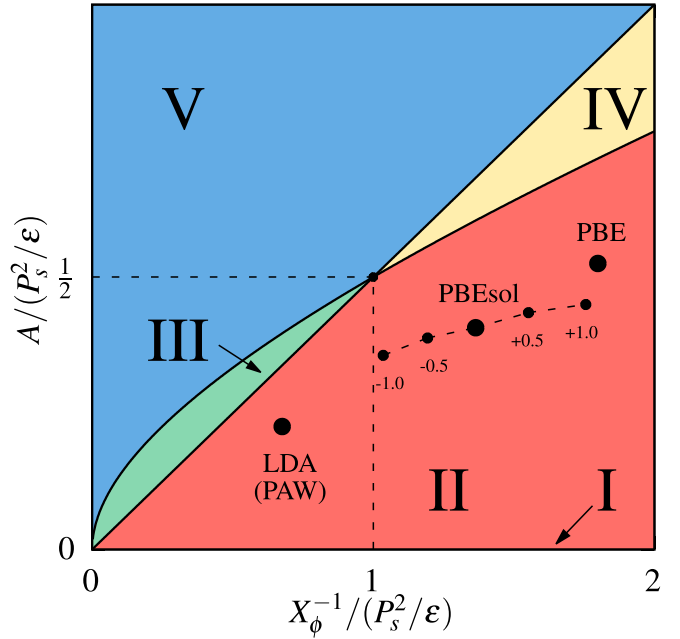 V
IV
PBE
1/2
PBEsol
A/(P_s^2/ε)
III
+1.0
+0.5
-0.5
-1.0
LDA
(PAW)
II
I
0
0
1
2
X_ϕ^{-1}/(P_s^2/ε)